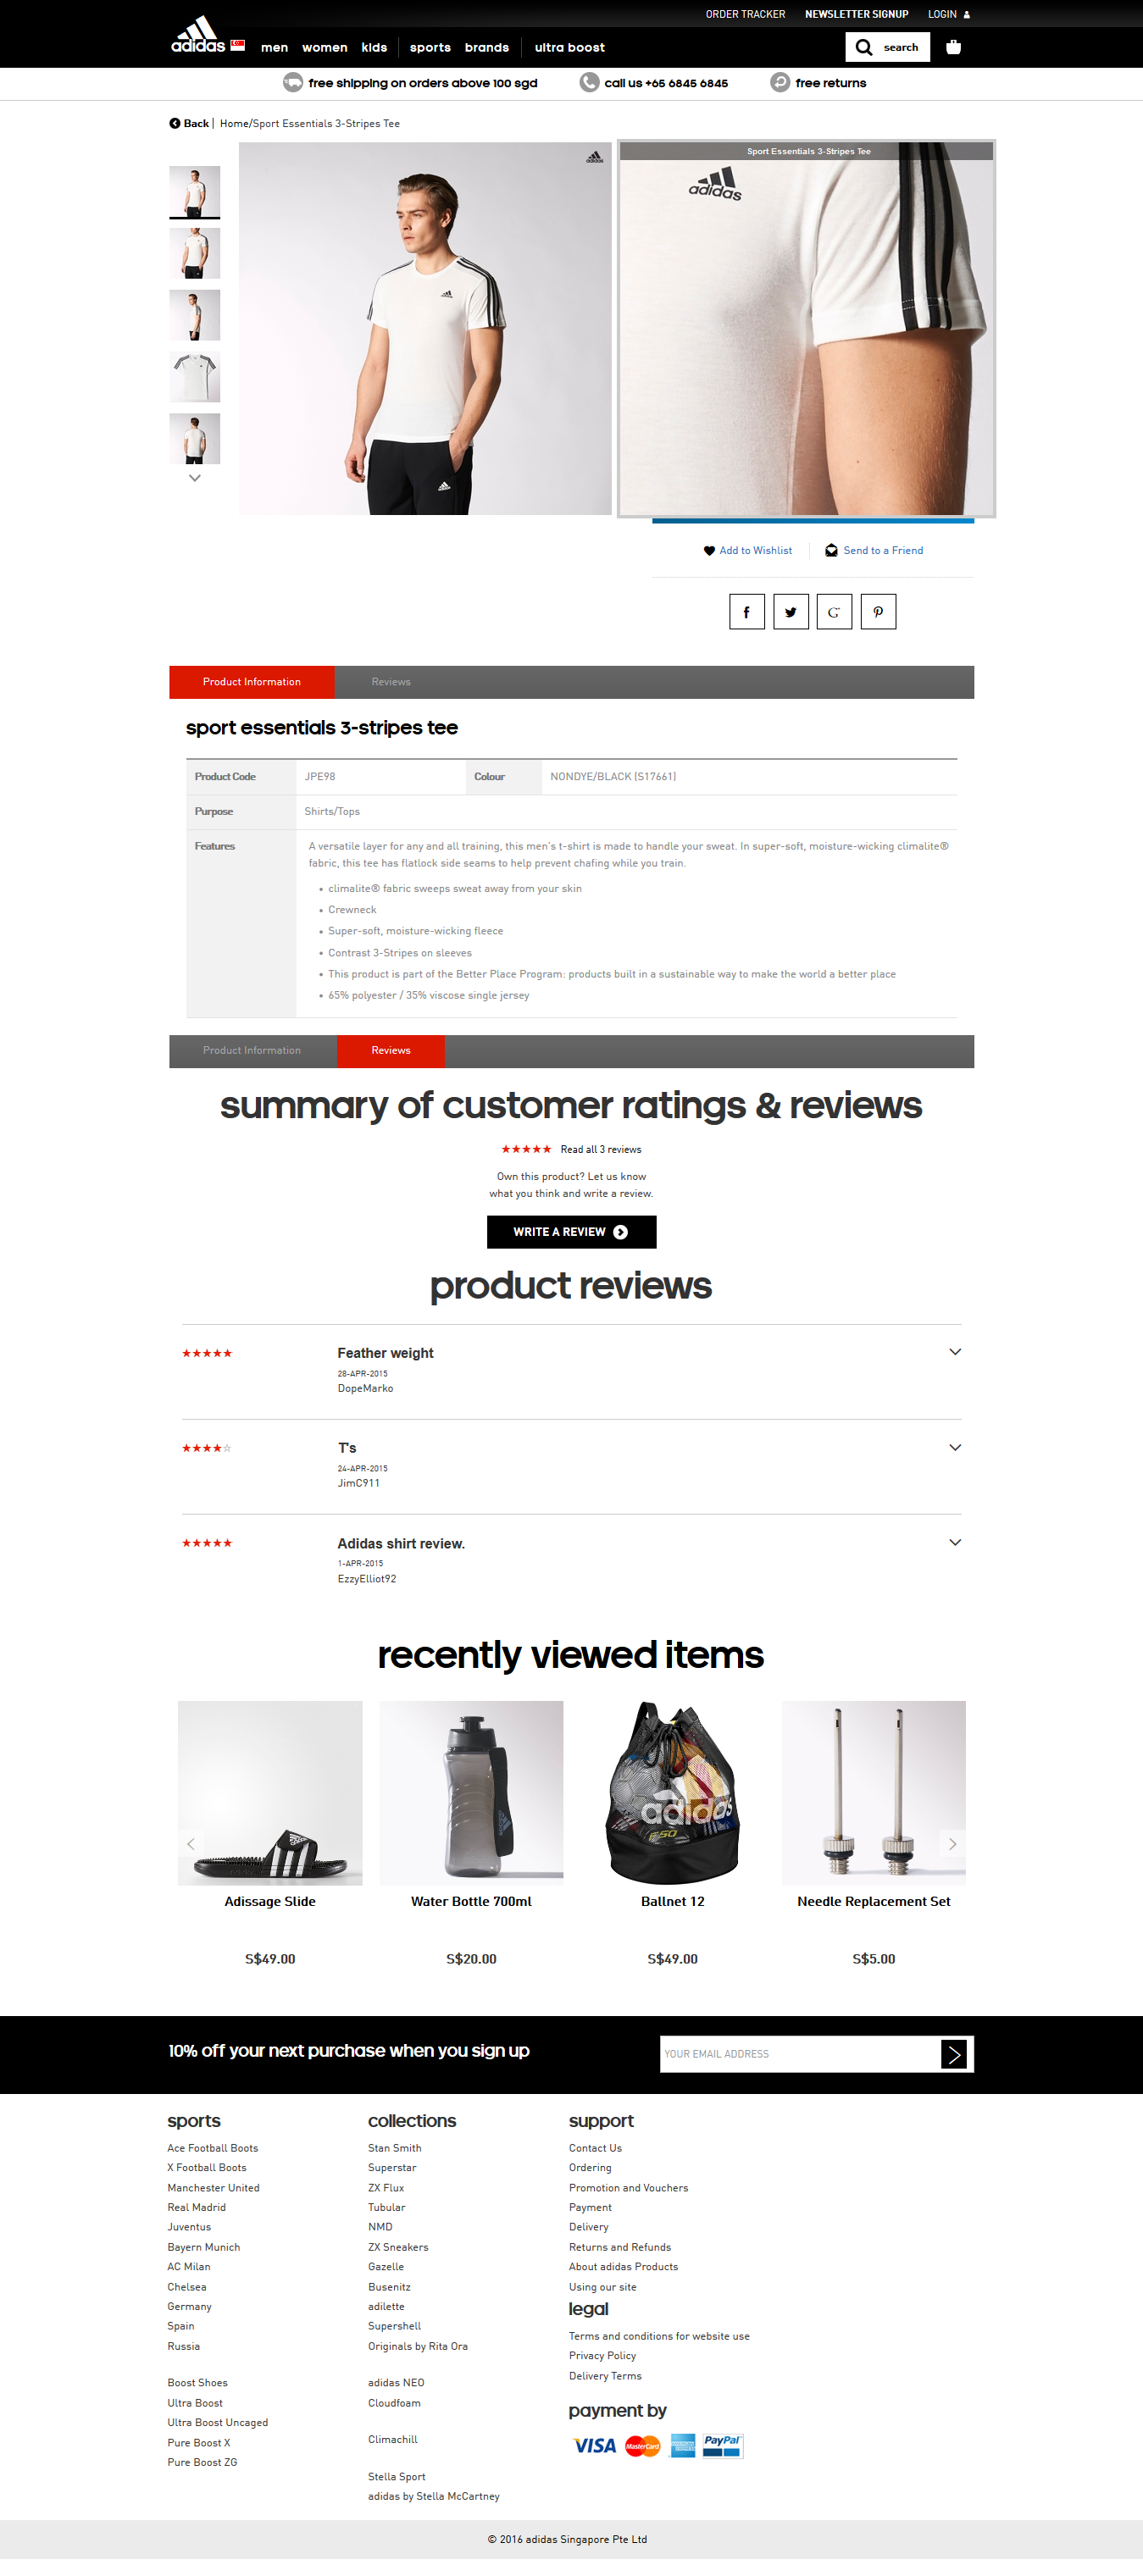 ORDER TRACKER NEWSLETTER SIGNUP LOGIN
adidas men women kids sports brands ultra boost search
free shipping on orders above 100 sgd call us +65 6845 6845 free returns
Back | Home/Sport Essentials 3-Stripes Tee
adidas
Sport Essentials 3-Stripes Tee
adidas
Add to Wishlist Send to a Friend
Product Information Reviews
sport essentials 3-stripes tee
Product Code JPE98 Colour NONDYE/BLACK (S17661)
Purpose Shirts/Tops
Features A versatile layer for any and all training, this men's t-shirt is made to handle your sweat. In super-soft, moisture-wicking climalite®
fabric, this tee has flatlock side seams to help prevent chafing while you train.
• climalite® fabric sweeps sweat away from your skin
• Crewneck
• Super-soft, moisture-wicking fleece
• Contrast 3-Stripes on sleeves
• This product is part of the Better Place Program: products built in a sustainable way to make the world a better place
• 65% polyester / 35% viscose single jersey
Product Information Reviews
summary of customer ratings & reviews
Read all 3 reviews
Own this product? Let us know
what you think and write a review.
WRITE A REVIEW
product reviews
Feather weight
28-APR-2015
DopeMarko
T's
24-APR-2015
JimC911
Adidas shirt review.
1-APR-2015
EzzyElliot92
recently viewed items
adidas
F50
Adissage Slide Water Bottle 700ml Ballnet 12 Needle Replacement Set
S$49.00 S$20.00 S$49.00 S$5.00
10% off your next purchase when you sign up YOUR EMAIL ADDRESS
sports
Ace Football Boots
X Football Boots
Manchester United
Real Madrid
Juventus
Bayern Munich
AC Milan
Chelsea
Germany
Spain
Russia
Boost Shoes
Ultra Boost
Ultra Boost Uncaged
Pure Boost X
Pure Boost ZG
collections
Stan Smith
Superstar
ZX Flux
Tubular
NMD
ZX Sneakers
Gazelle
Busenitz
adilette
Supershell
Originals by Rita Ora
adidas NEO
Cloudfoam
Climachill
Stella Sport
adidas by Stella McCartney
support
Contact Us
Ordering
Promotion and Vouchers
Payment
Delivery
Returns and Refunds
About adidas Products
Using our site
legal
Terms and conditions for website use
Privacy Policy
Delivery Terms
payment by
VISA MasterCard PayPal
© 2016 adidas Singapore Pte Ltd